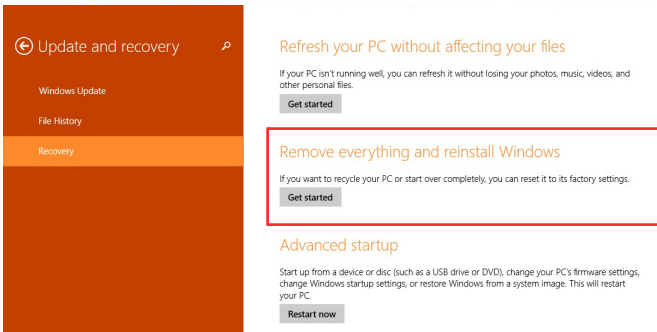 Update and recovery
Windows Update
File History
Recovery
Refresh your PC without affecting your files
If your PC isn't running well, you can refresh it without losing your photos, music, videos, and
other personal files.
Get started
Remove everything and reinstall Windows
If you want to recycle your PC or start over completely, you can reset it to its factory settings.
Get started
Advanced startup
Start up from a device or disc (such as a USB drive or DVD), change your PC's firmware settings,
change Windows startup settings, or restore Windows from a system image. This will restart
your PC.
Restart now